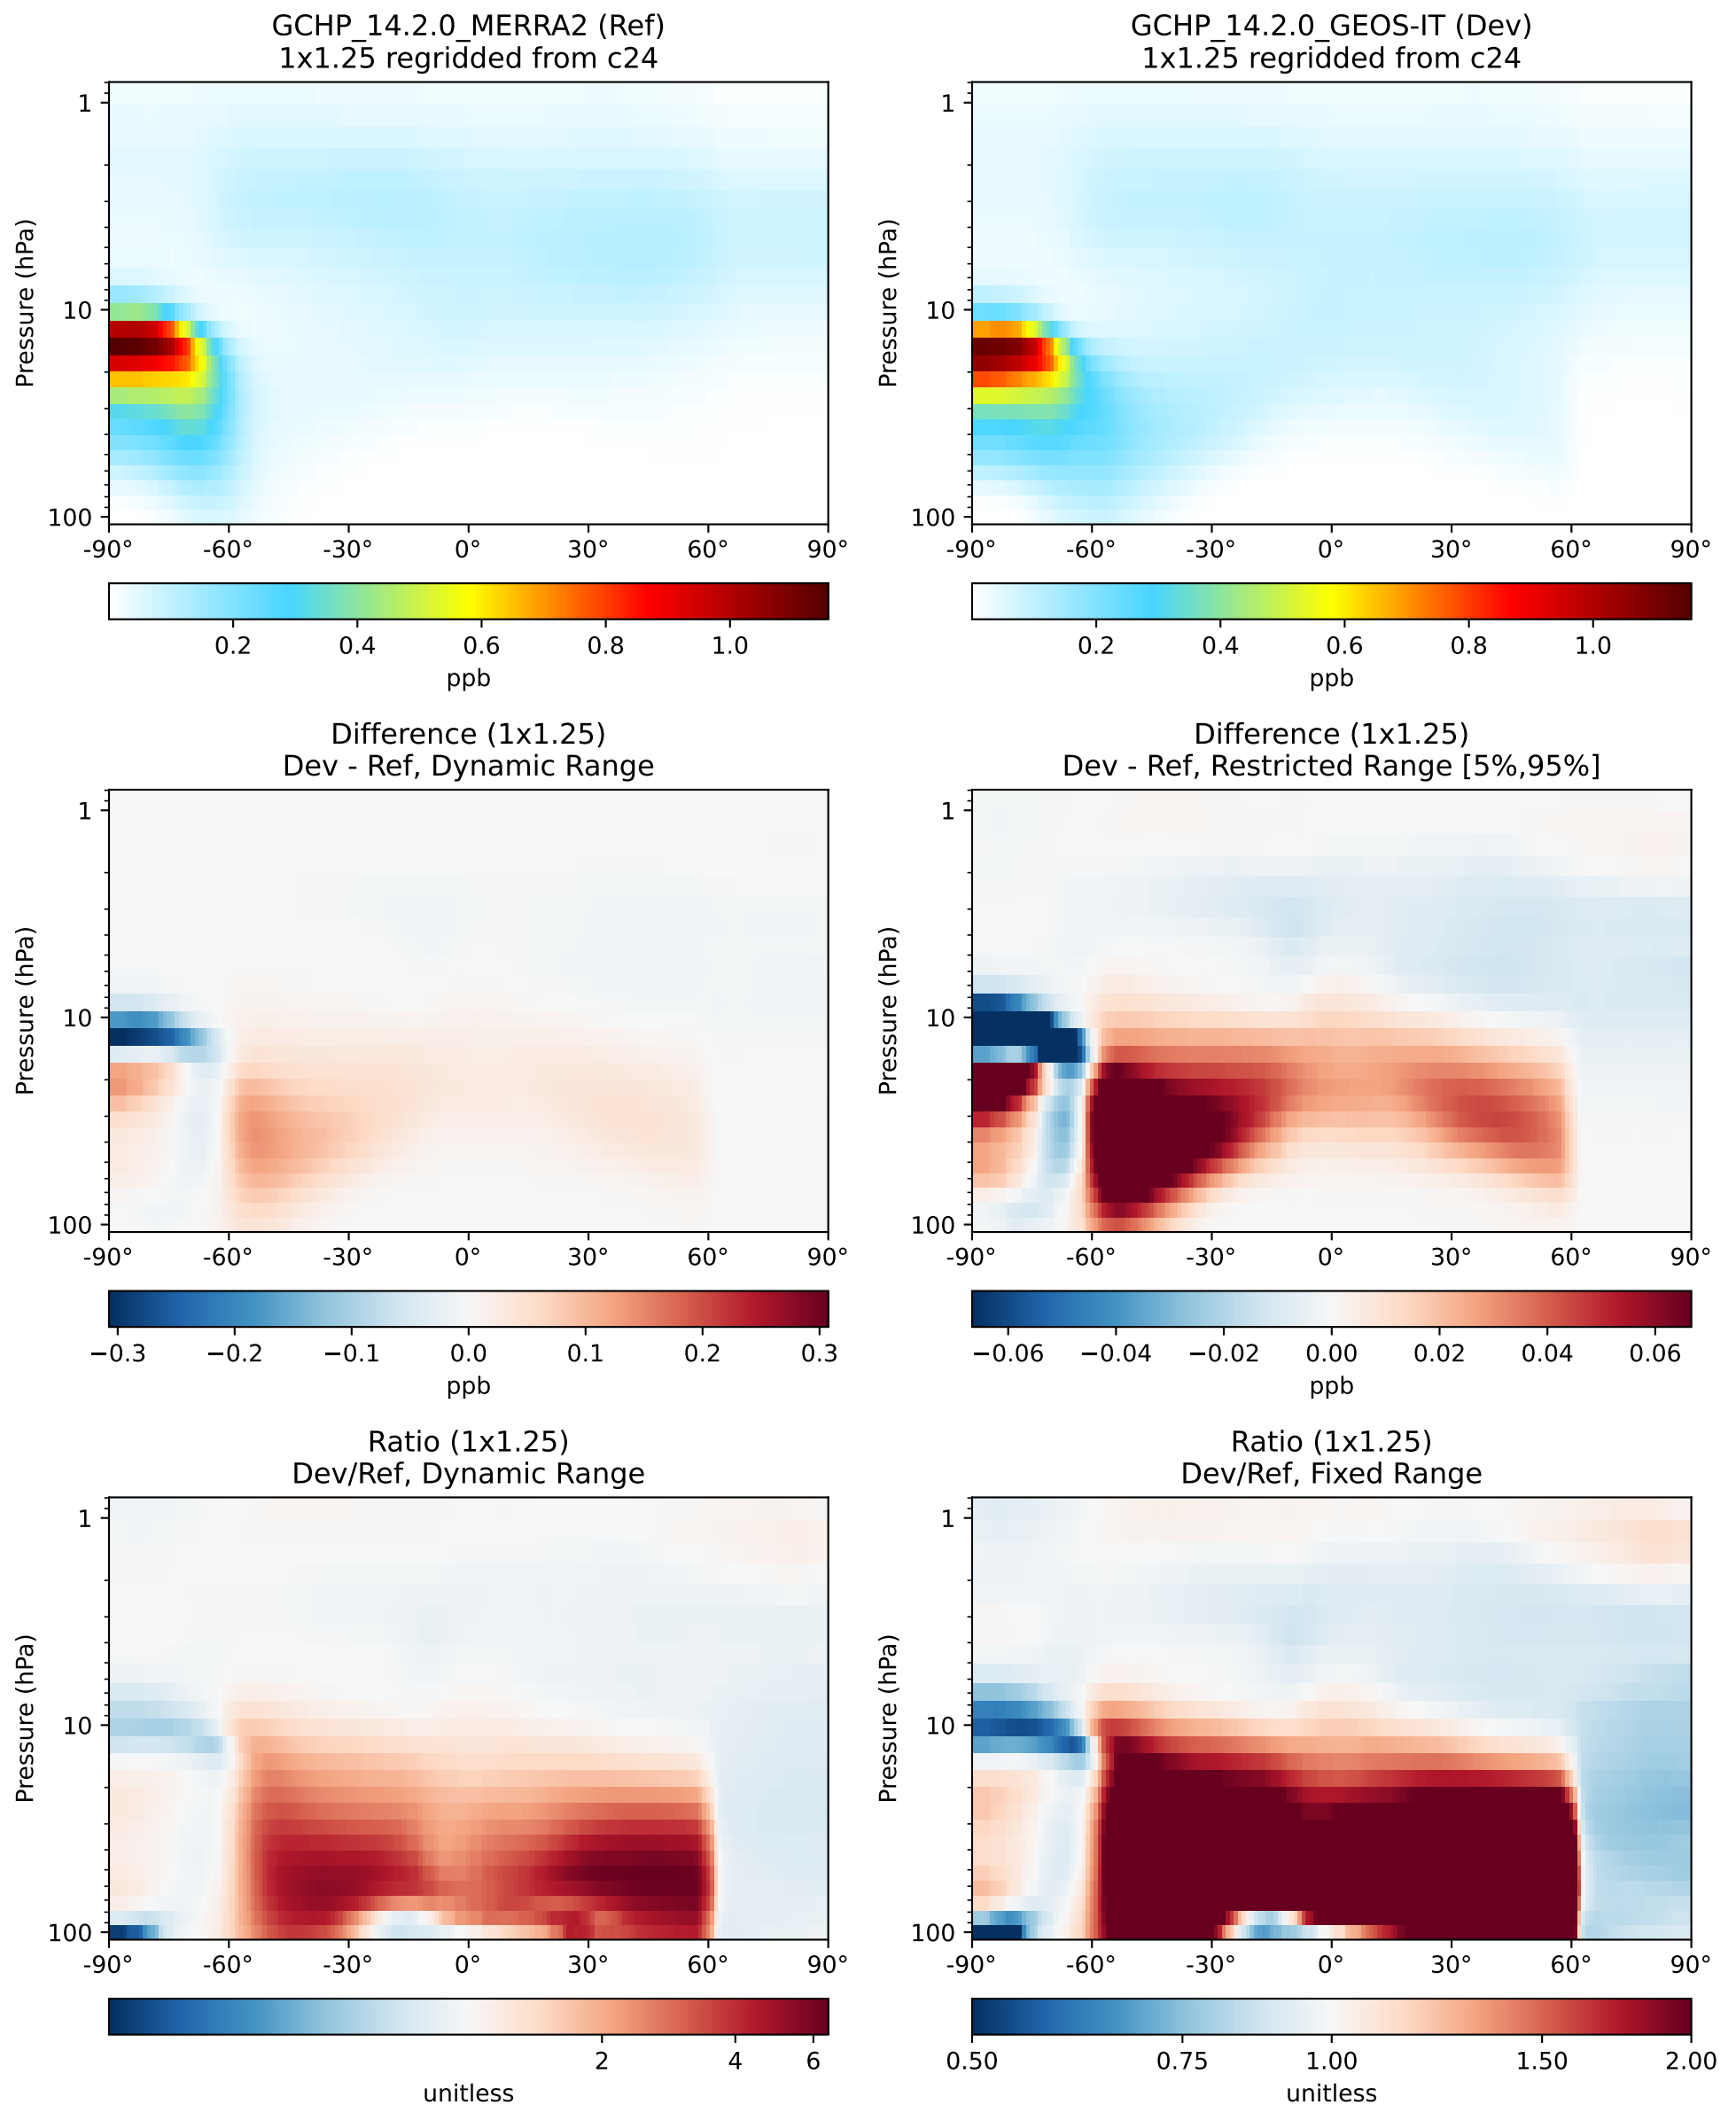 GCHP_14.2.0_MERRA2 (Ref)
1x1.25 regridded from c24
Pressure (hPa)
1
10
100
-90° -60° -30° 0° 30° 60° 90°
0.2 0.4 0.6 0.8 1.0
ppb
GCHP_14.2.0_GEOS-IT (Dev)
1x1.25 regridded from c24
Pressure (hPa)
1
10
100
-90° -60° -30° 0° 30° 60° 90°
0.2 0.4 0.6 0.8 1.0
ppb
Difference (1x1.25)
Dev - Ref, Dynamic Range
Pressure (hPa)
1
10
100
-90° -60° -30° 0° 30° 60° 90°
−0.3 −0.2 −0.1 0.0 0.1 0.2 0.3
ppb
Difference (1x1.25)
Dev - Ref, Restricted Range [5%,95%]
Pressure (hPa)
1
10
100
-90° -60° -30° 0° 30° 60° 90°
−0.06 −0.04 −0.02 0.00 0.02 0.04 0.06
ppb
Ratio (1x1.25)
Dev/Ref, Dynamic Range
Pressure (hPa)
1
10
100
-90° -60° -30° 0° 30° 60° 90°
2 4 6
unitless
Ratio (1x1.25)
Dev/Ref, Fixed Range
Pressure (hPa)
1
10
100
-90° -60° -30° 0° 30° 60° 90°
0.50 0.75 1.00 1.50 2.00
unitless